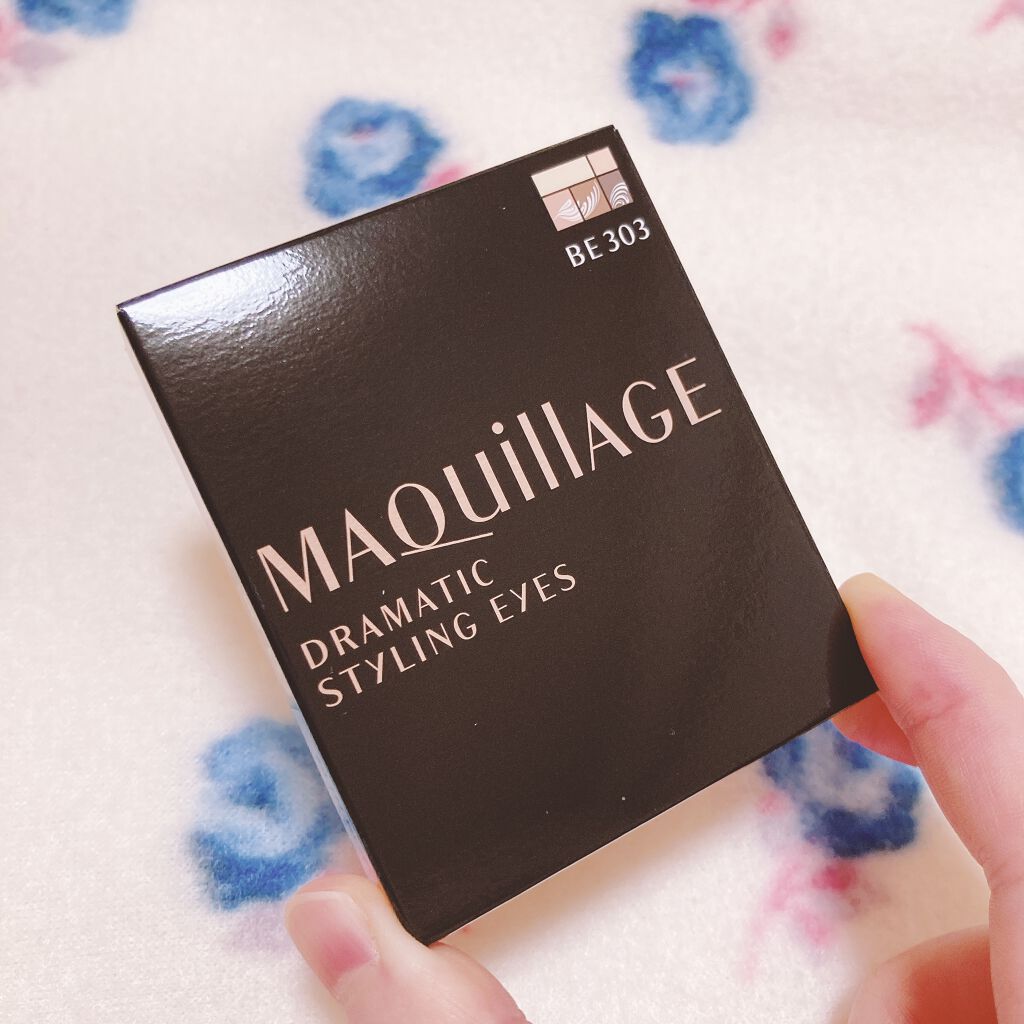 BE 303
MAQuillAGE
DRAMATIC
STYLING EYES